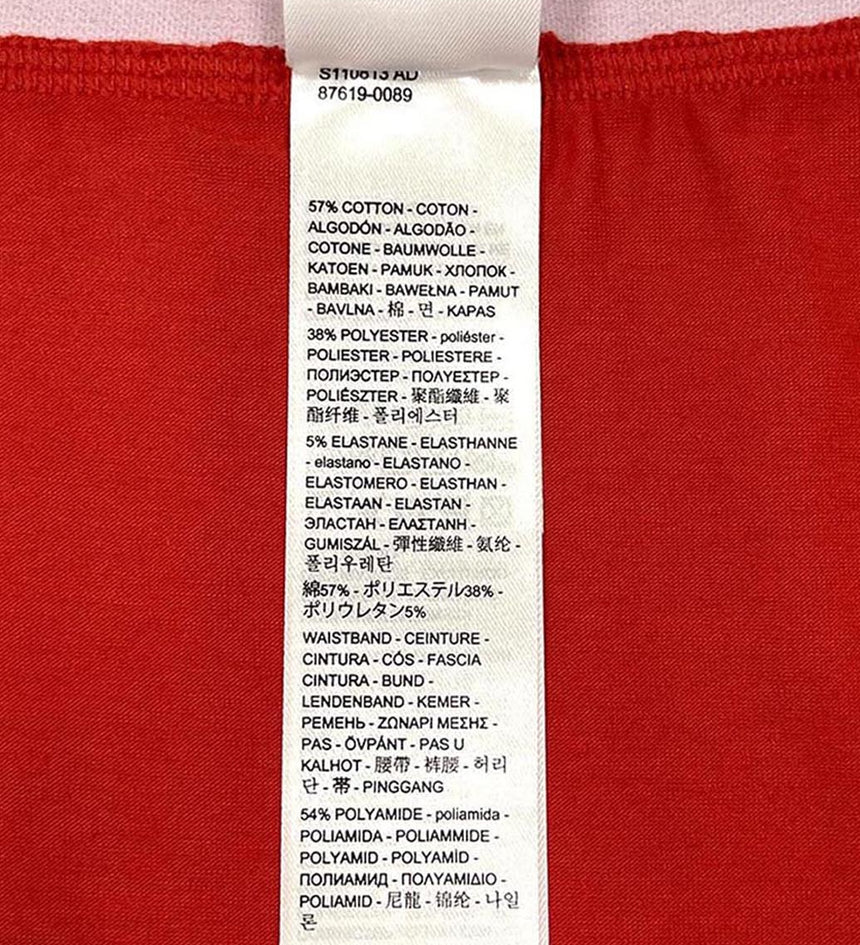 S110813 AD
87619-0089
57% COTTON - COTON -
ALGODÓN - ALGODÃO -
COTONE - BAUMWOLLE -
KATOEN - PAMUK - ХЛОПОК -
BAMBAKI - BAWEŁNA - PAMUT
- BAVLNA - 棉 - 면 - KAPAS
38% POLYESTER - poliéster -
POLIESTER - POLIESTERE -
ПОЛИЭСТЕР - ΠΟΛΥΕΣΤΕΡ -
POLIÉSZTER - 聚酯纖維 - 聚
酯纤维 - 폴리에스터
5% ELASTANE - ELASTHANNE
- elastano - ELASTANO -
ELASTOMERO - ELASTHAN -
ELASTAAN - ELASTAN -
ЭЛАСТАН - ΕΛΑΣΤΑΝΗ -
GUMISZÁL - 彈性纖維 - 氨纶 -
폴리우레탄
綿57% - ポリエステル38% -
ポリウレタン5%
WAISTBAND - CEINTURE -
CINTURA - CÓS - FASCIA
CINTURA - BUND -
LENDENBAND - KEMER -
РЕМЕНЬ - ΖΩΝΑΡΙ ΜΕΣΗΣ -
PAS - ÖVPÁNT - PAS U
KALHOT - 腰帶 - 裤腰 - 허리
단 - 帯 - PINGGANG
54% POLYAMIDE - poliamida -
POLIAMIDA - POLIAMMIDE -
POLYAMID - POLYAMİD -
ПОЛИАМИД - ΠΟΛΥΑΜΙΔΙΟ -
POLIAMID - 尼龍 - 锦纶 - 나일
론